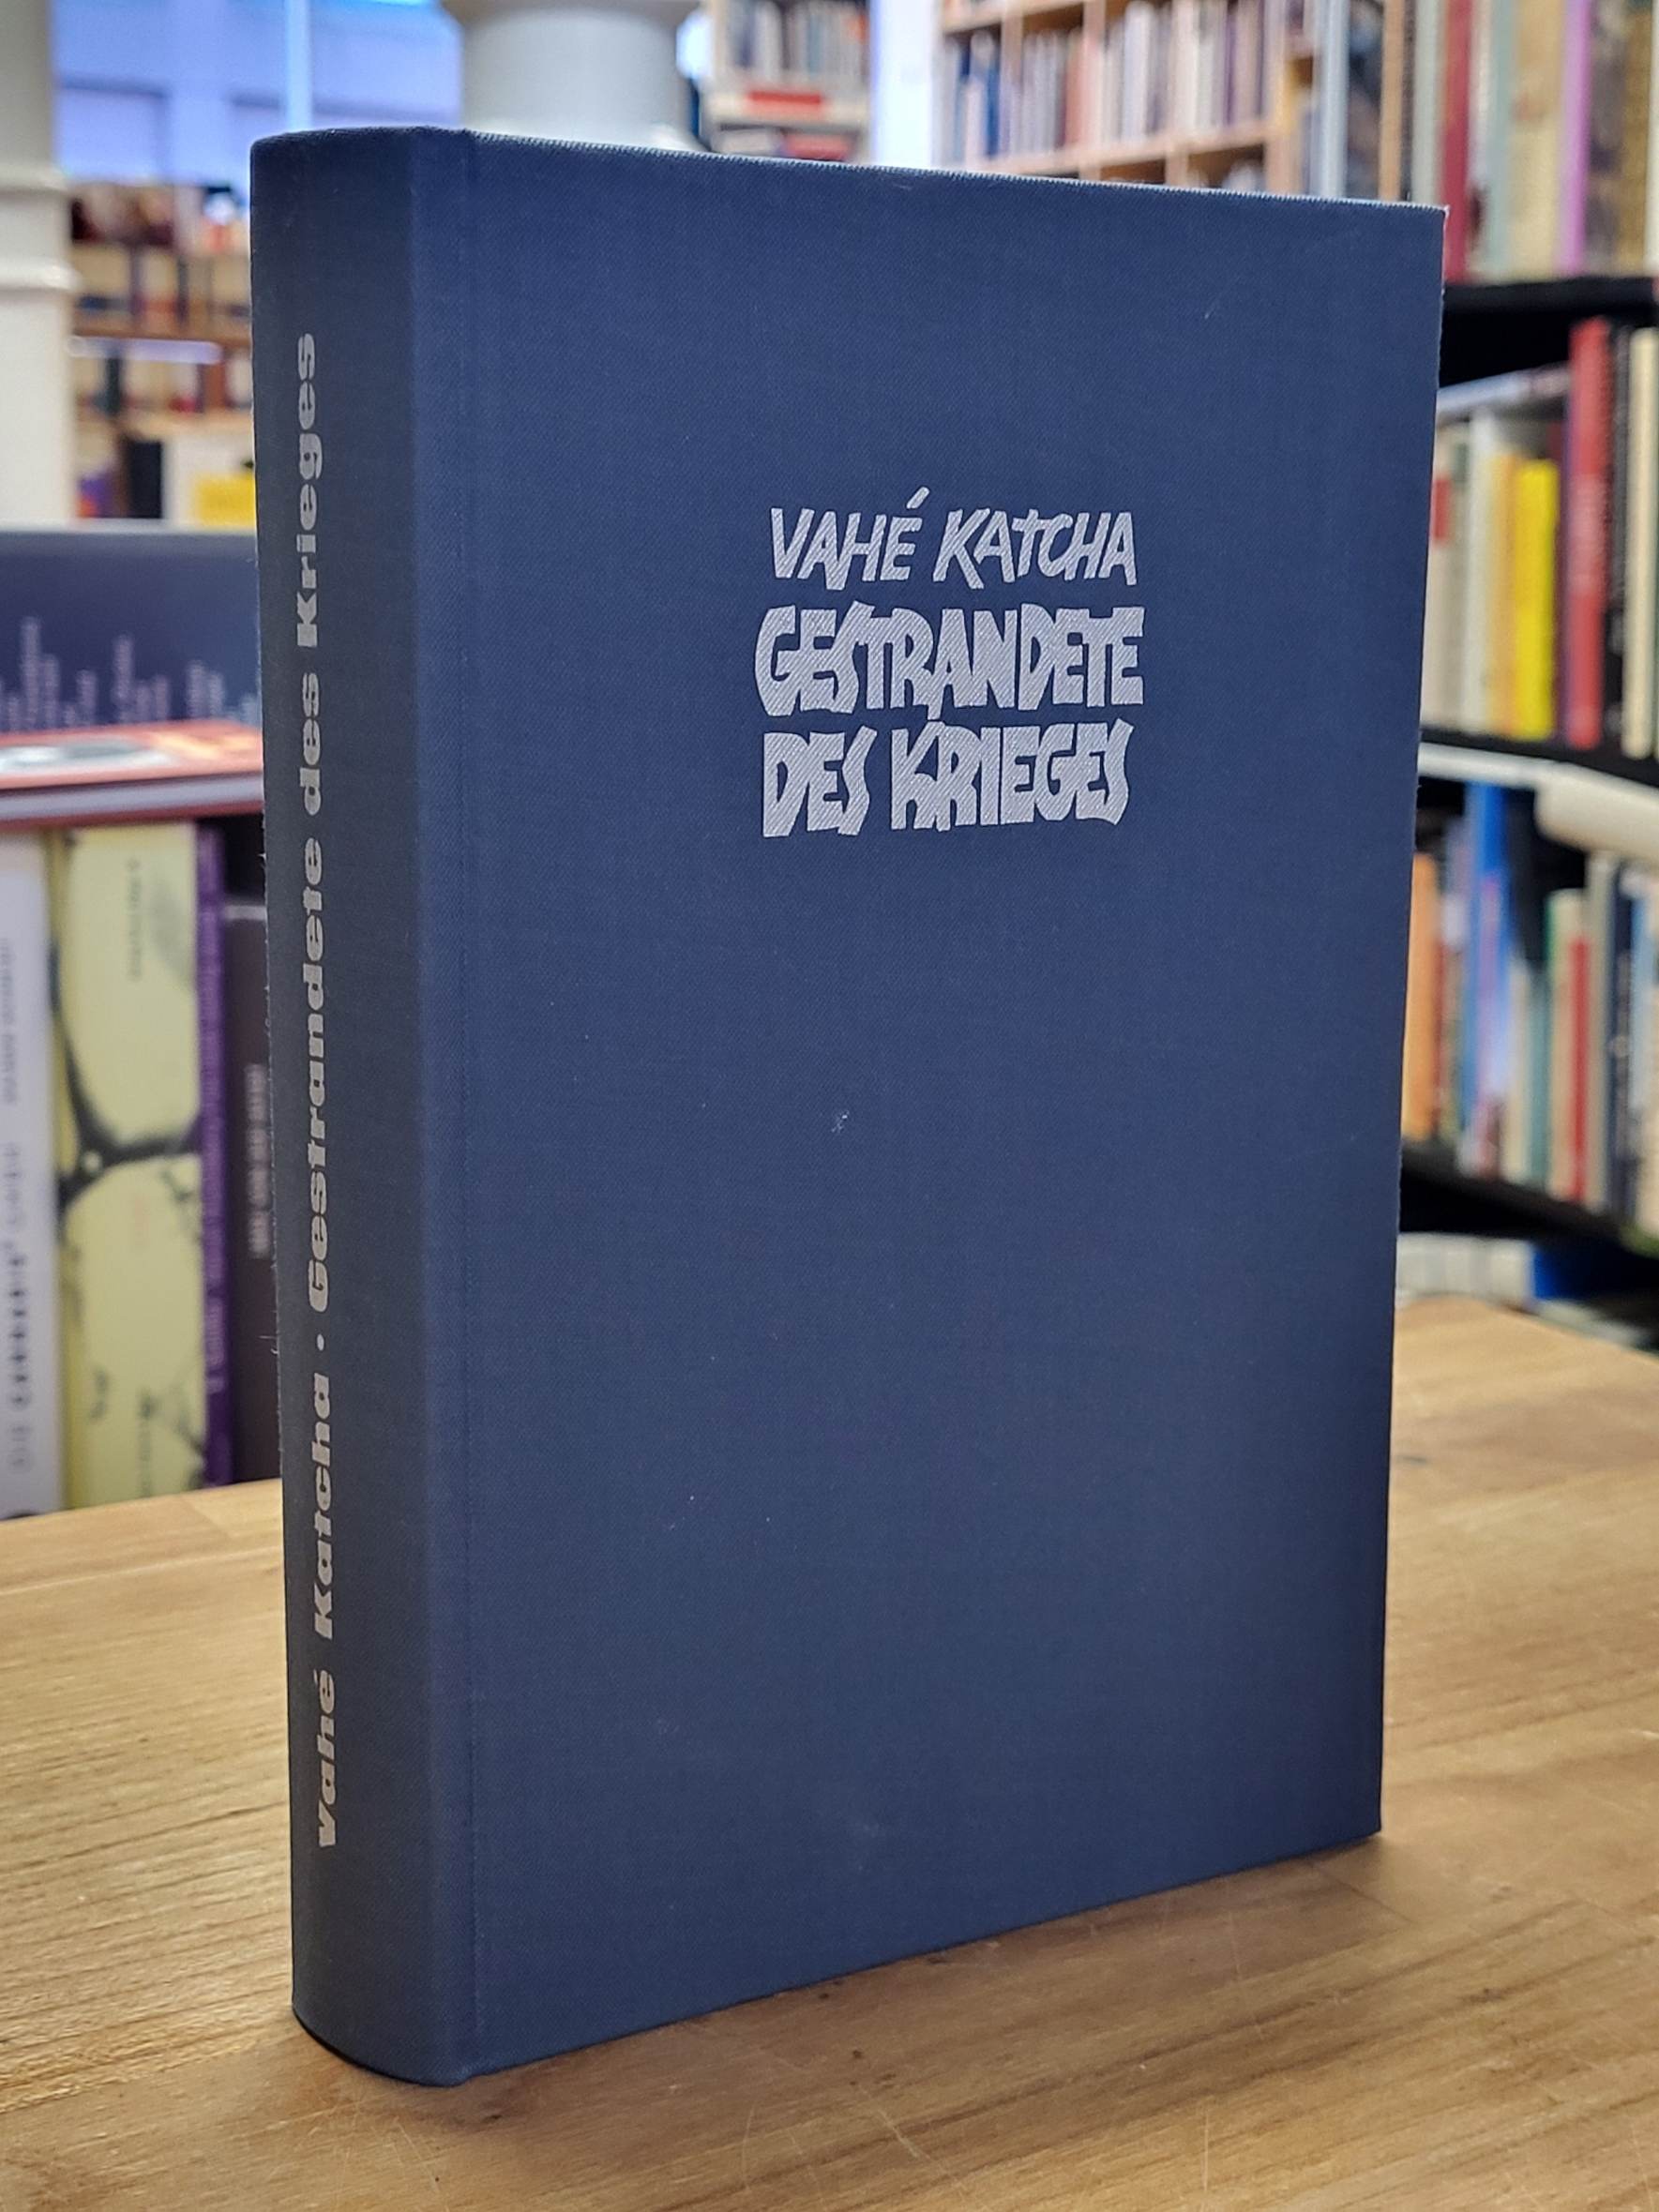 VAHÉ KATCHA
GESTRANDETE
DES KRIEGES
Vahé Katcha · Gestrandete des Krieges